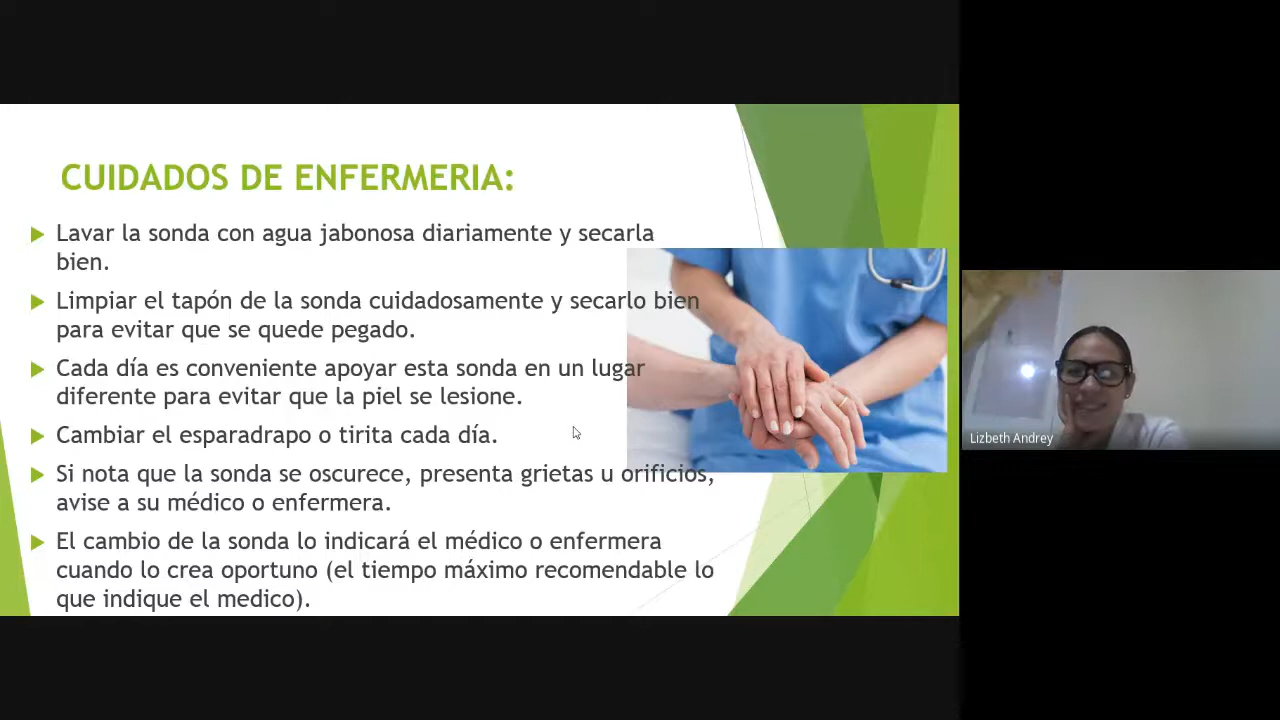 CUIDADOS DE ENFERMERIA:
Lavar la sonda con agua jabonosa diariamente y secarla
bien.
Limpiar el tapón de la sonda cuidadosamente y secarlo bien
para evitar que se quede pegado.
Cada día es conveniente apoyar esta sonda en un lugar
diferente para evitar que la piel se lesione.
Cambiar el esparadrapo o tirita cada día.
Si nota que la sonda se oscurece, presenta grietas u orificios,
avise a su médico o enfermera.
El cambio de la sonda lo indicará el médico o enfermera
cuando lo crea oportuno (el tiempo máximo recomendable lo
que indique el medico).
Lizbeth Andrey